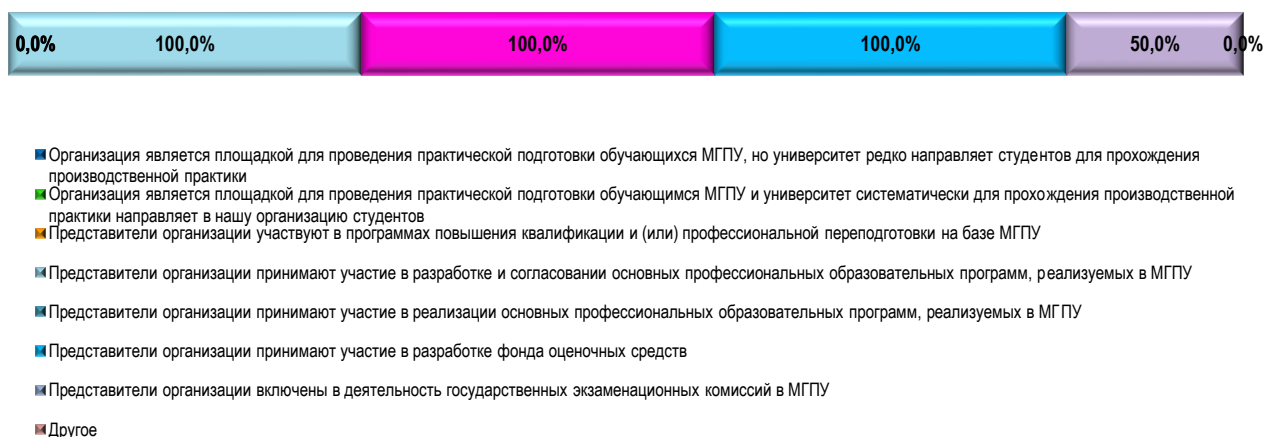 0,0% 100,0% 100,0% 100,0% 50,0% 0,0%
Организация является площадкой для проведения практической подготовки обучающихся МГПУ, но университет редко направляет студентов для прохождения
производственной практики
Организация является площадкой для проведения практической подготовки обучающимся МГПУ и университет систематически для прохождения производственной
практики направляет в нашу организацию студентов
Представители организации участвуют в программах повышения квалификации и (или) профессиональной переподготовки на базе МГПУ
Представители организации принимают участие в разработке и согласовании основных профессиональных образовательных программ, реализуемых в МГПУ
Представители организации принимают участие в реализации основных профессиональных образовательных программ, реализуемых в МГПУ
Представители организации принимают участие в разработке фонда оценочных средств
Представители организации включены в деятельность государственных экзаменационных комиссий в МГПУ
Другое